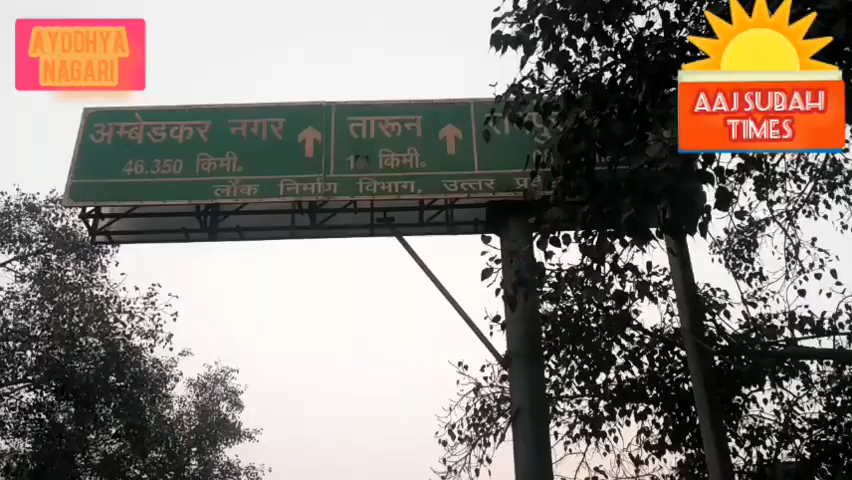 AYODHYA
NAGARI
AAJ SUBAH
TIMES
अम्बेडकर नगर
46.350 किमी.
तारून
किमी.
लोक निर्माण विभाग, उत्तर